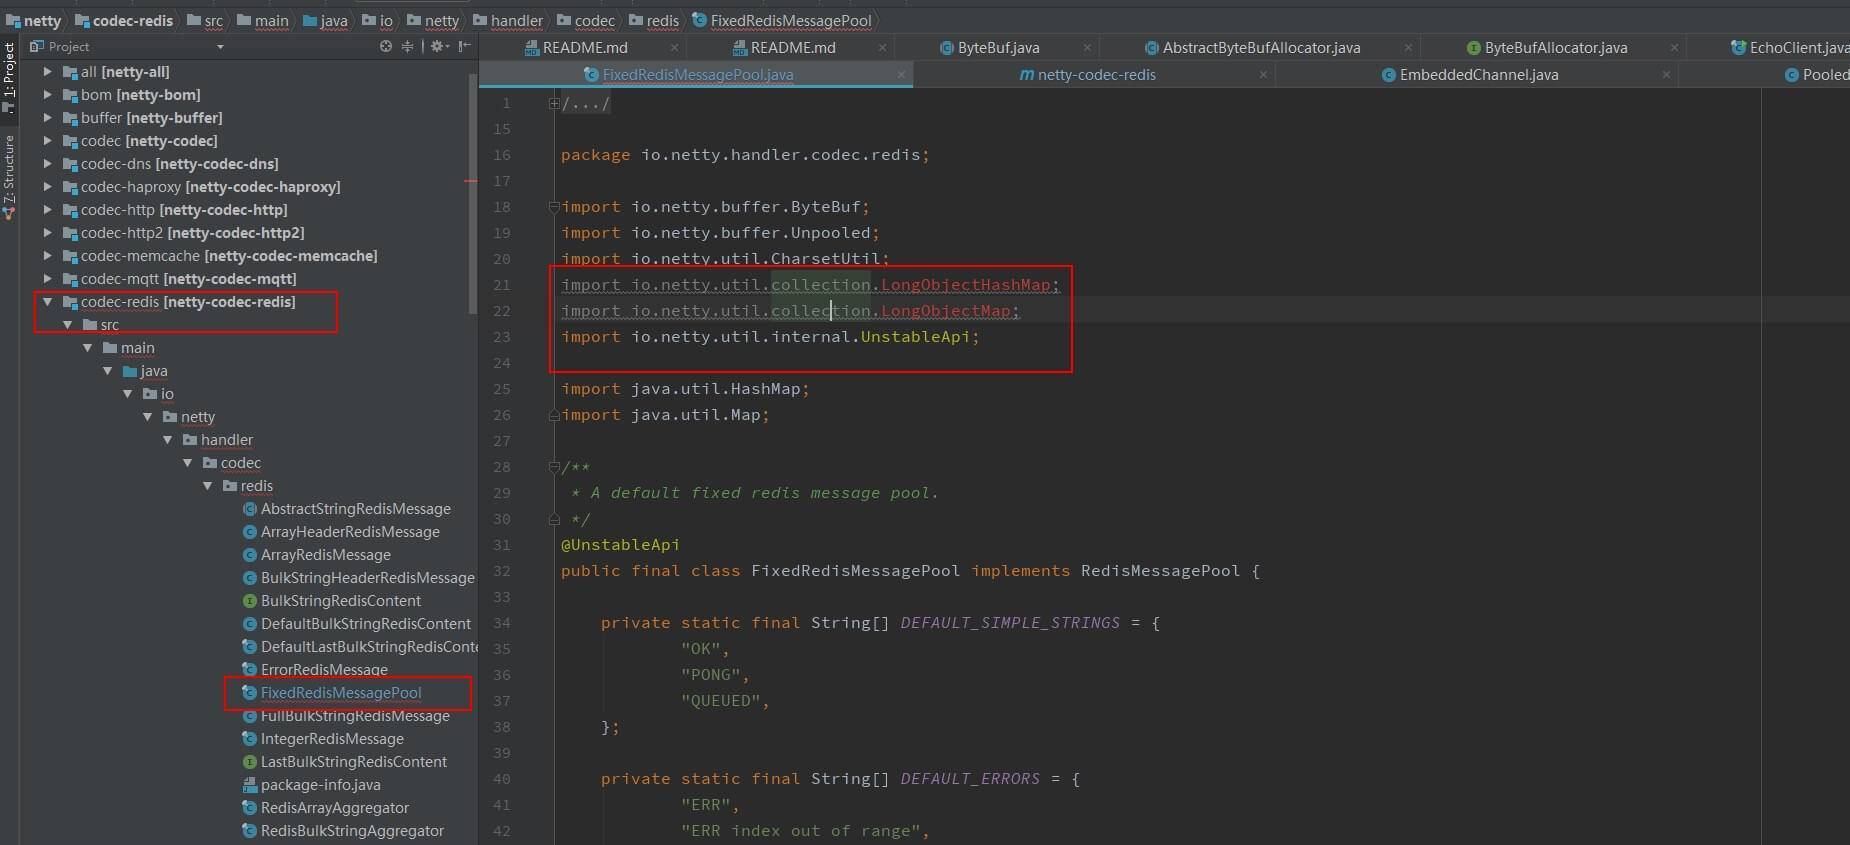 netty codec-redis src main java io netty handler codec redis FixedRedisMessagePool
Project
README.md README.md ByteBuf.java AbstractByteBufAllocator.java ByteBufAllocator.java EchoClient.java
FixedRedisMessagePool.java netty-codec-redis EmbeddedChannel.java Pooled
1: Project
7: Structure
all [netty-all]
bom [netty-bom]
buffer [netty-buffer]
codec [netty-codec]
codec-dns [netty-codec-dns]
codec-haproxy [netty-codec-haproxy]
codec-http [netty-codec-http]
codec-http2 [netty-codec-http2]
codec-memcache [netty-codec-memcache]
codec-mqtt [netty-codec-mqtt]
codec-redis [netty-codec-redis]
src
main
java
io
netty
handler
codec
redis
AbstractStringRedisMessage
ArrayHeaderRedisMessage
ArrayRedisMessage
BulkStringHeaderRedisMessage
BulkStringRedisContent
DefaultBulkStringRedisContent
DefaultLastBulkStringRedisConte
ErrorRedisMessage
FixedRedisMessagePool
FullBulkStringRedisMessage
IntegerRedisMessage
LastBulkStringRedisContent
package-info.java
RedisArrayAggregator
RedisBulkStringAggregator
1 /.../
15
16 package io.netty.handler.codec.redis;
17
18 import io.netty.buffer.ByteBuf;
19 import io.netty.buffer.Unpooled;
20 import io.netty.util.CharsetUtil;
21 import io.netty.util.collection.LongObjectHashMap;
22 import io.netty.util.collection.LongObjectMap;
23 import io.netty.util.internal.UnstableApi;
24
25 import java.util.HashMap;
26 import java.util.Map;
27
28 /**
29 * A default fixed redis message pool.
30 */
31 @UnstableApi
32 public final class FixedRedisMessagePool implements RedisMessagePool {
33
34 private static final String[] DEFAULT_SIMPLE_STRINGS = {
35 "OK",
36 "PONG",
37 "QUEUED",
38 };
39
40 private static final String[] DEFAULT_ERRORS = {
41 "ERR",
42 "ERR index out of range",